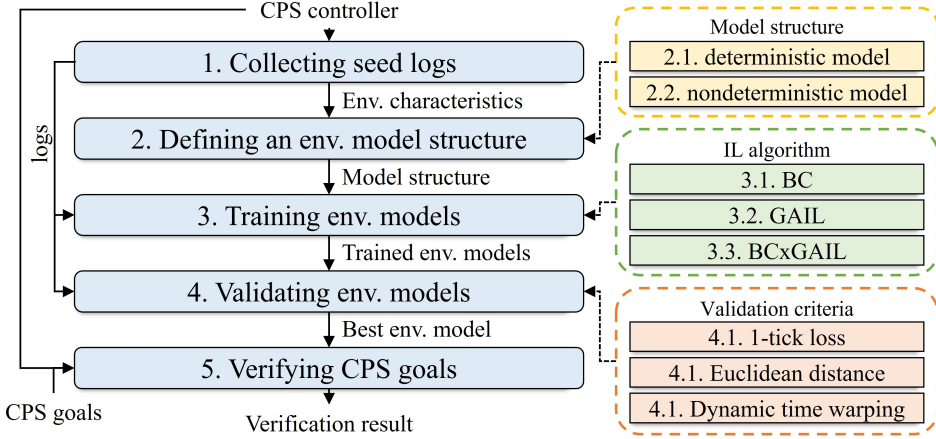 CPS controller
1. Collecting seed logs
Env. characteristics
2. Defining an env. model structure
Model structure
3. Training env. models
Trained env. models
4. Validating env. models
Best env. model
5. Verifying CPS goals
Verification result
logs
CPS goals
Model structure
2.1. deterministic model
2.2. nondeterministic model
IL algorithm
3.1. BC
3.2. GAIL
3.3. BCxGAIL
Validation criteria
4.1. 1-tick loss
4.1. Euclidean distance
4.1. Dynamic time warping